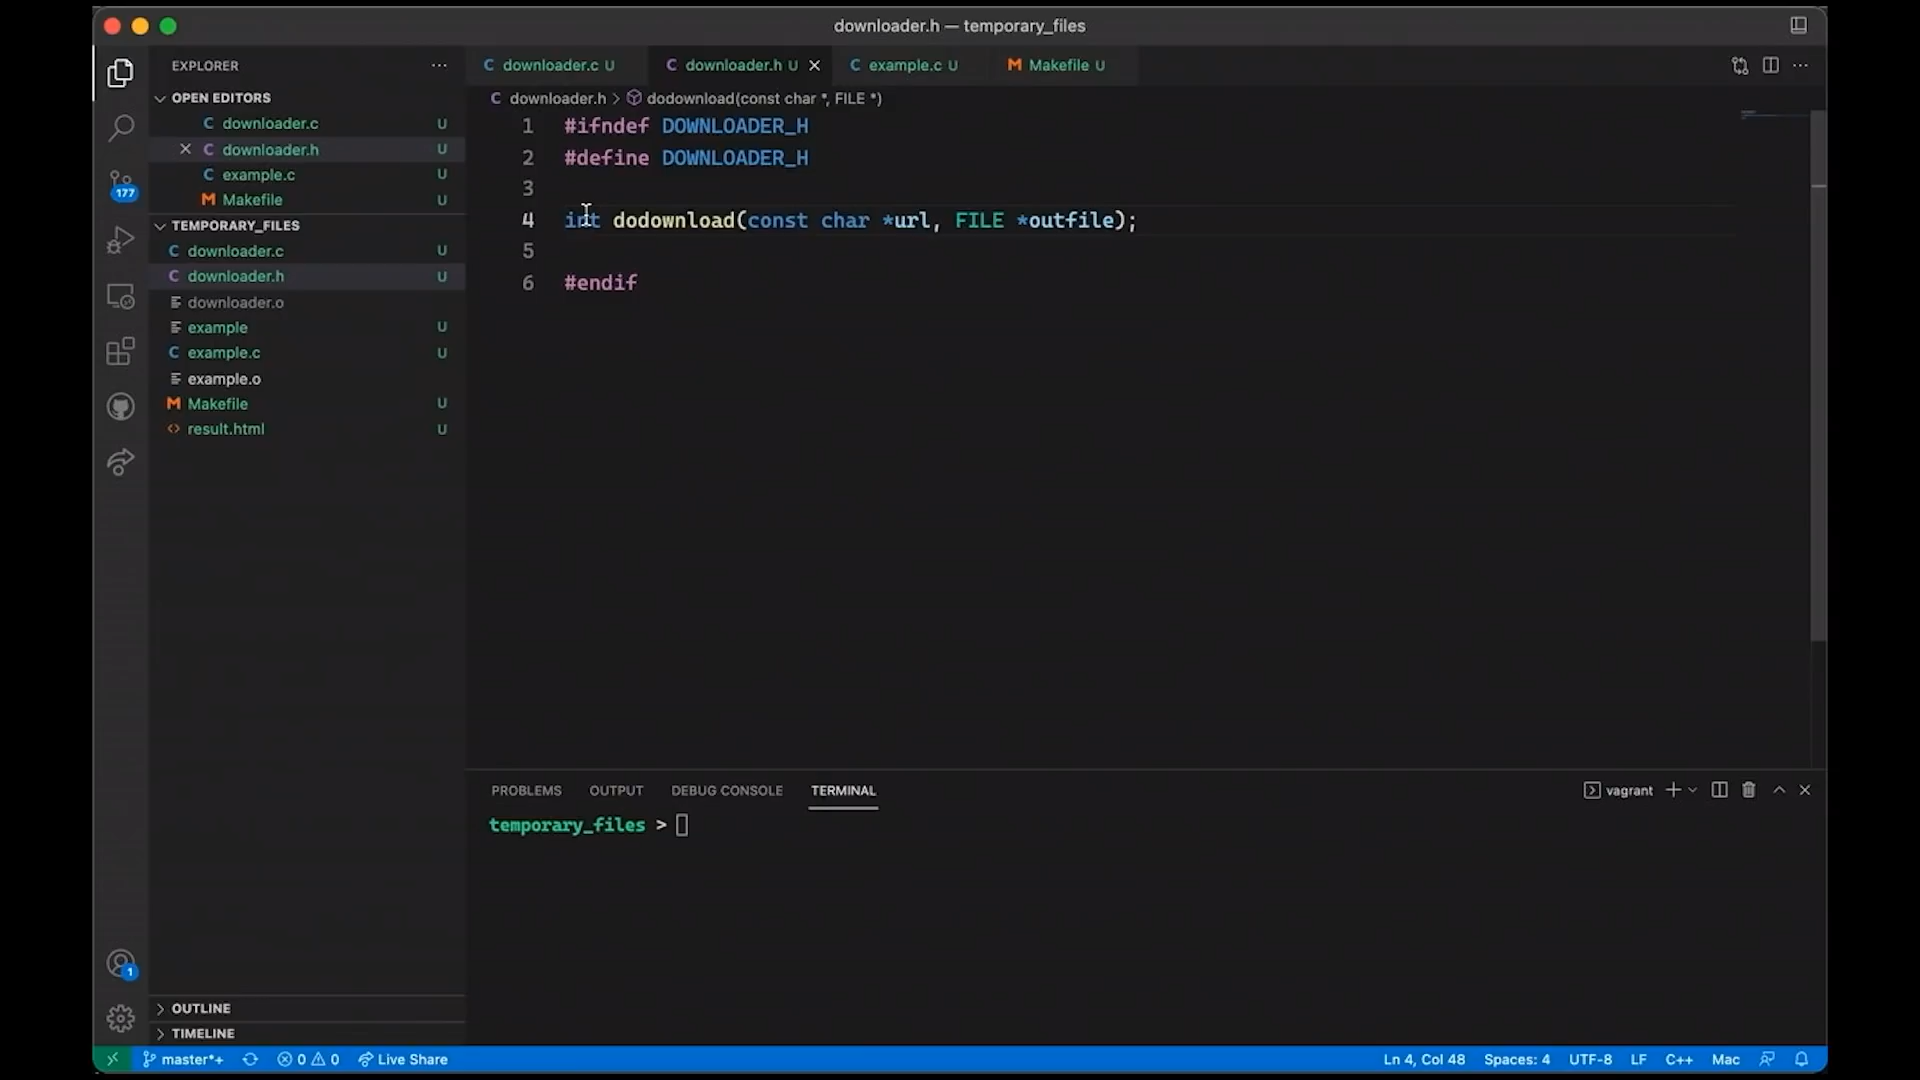 downloader.h — temporary_files
EXPLORER
OPEN EDITORS
downloader.c U
downloader.h U
example.c U
Makefile U
TEMPORARY_FILES
downloader.c U
downloader.h U
downloader.o
example U
example.c U
example.o
Makefile U
result.html U
OUTLINE
TIMELINE
177
1
downloader.c U downloader.h U example.c U Makefile U
downloader.h > dodownload(const char *, FILE *)
1 #ifndef DOWNLOADER_H
2 #define DOWNLOADER_H
3
4 int dodownload(const char *url, FILE *outfile);
5
6 #endif
PROBLEMS OUTPUT DEBUG CONSOLE TERMINAL vagrant
temporary_files >
master*+ 0 0 Live Share Ln 4, Col 48 Spaces: 4 UTF-8 LF C++ Mac